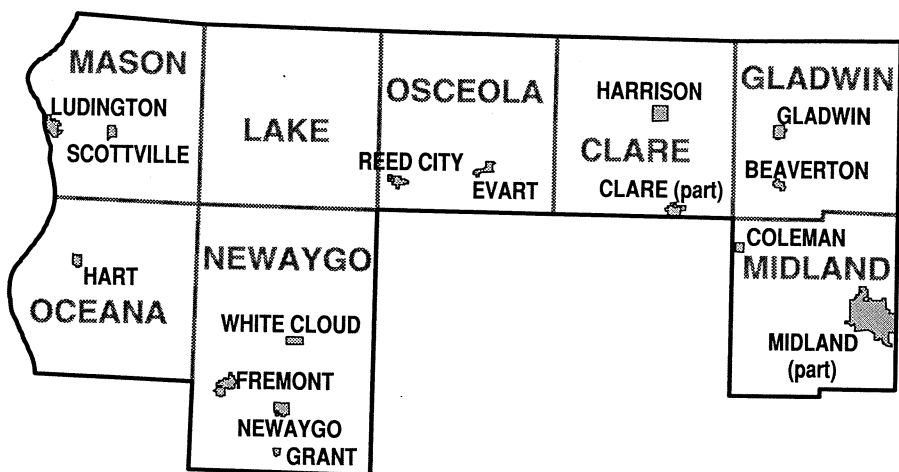 MASON
LUDINGTON
SCOTTVILLE
LAKE
OSCEOLA
REED CITY
EVART
HARRISON
CLARE
CLARE (part)
GLADWIN
GLADWIN
BEAVERTON
HART
OCEANA
NEWAYGO
WHITE CLOUD
FREMONT
NEWAYGO
GRANT
COLEMAN
MIDLAND
MIDLAND
(part)